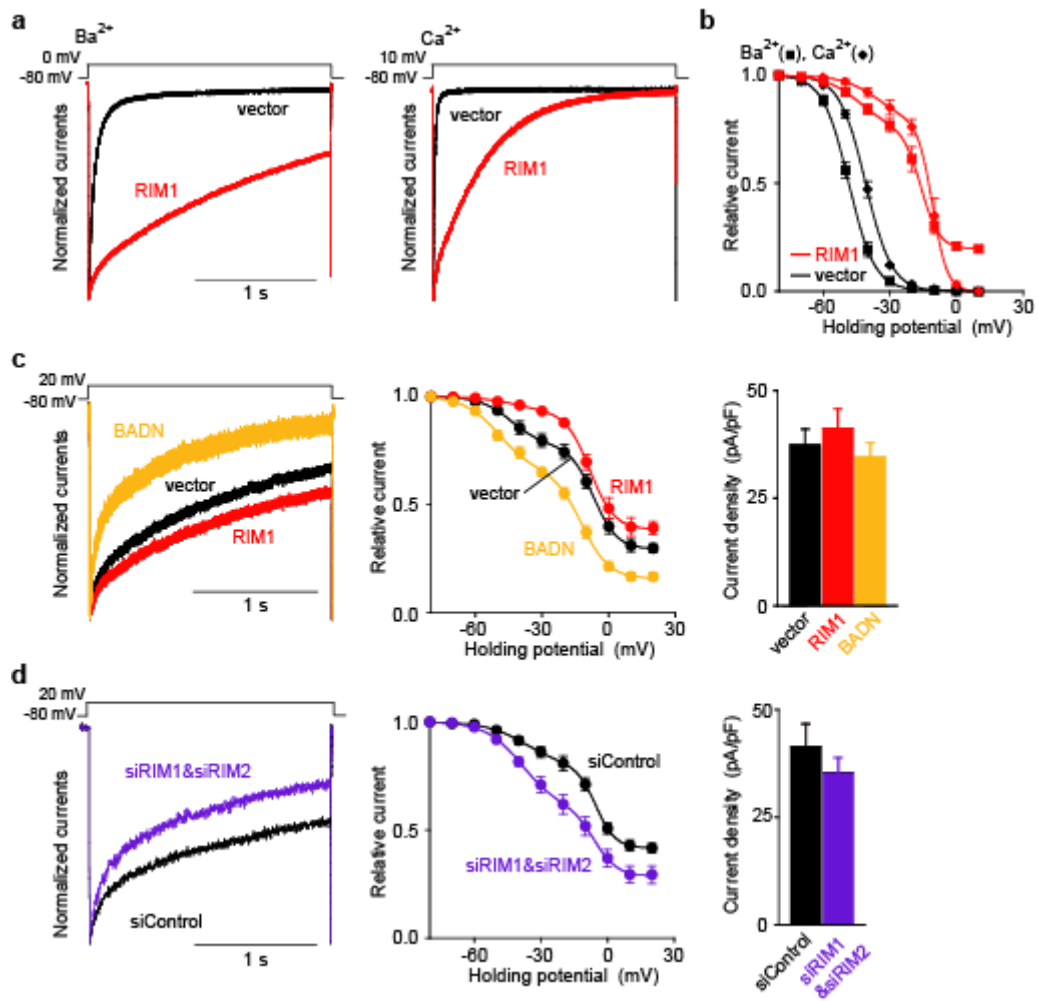 a
Ba2+
0 mV
-80 mV
Normalized currents
vector
RIM1
1 s
Ca2+
10 mV
-80 mV
Normalized currents
vector
RIM1
1 s
b
Ba2+(■), Ca2+(◆)
1.0
0.5
0.0
Relative current
RIM1
vector
-60 -30 0 30
Holding potential (mV)
c
20 mV
-80 mV
Normalized currents
BADN
vector
RIM1
1 s
1.0
0.5
0.0
Relative current
RIM1
vector
BADN
-60 -30 0 30
Holding potential (mV)
50
25
0
Current density (pA/pF)
vector
RIM1
BADN
d
20 mV
-80 mV
Normalized currents
siRIM1&siRIM2
siControl
1 s
1.0
0.5
0.0
Relative current
siControl
siRIM1&siRIM2
-60 -30 0 30
Holding potential (mV)
50
25
0
Current density (pA/pF)
siControl
siRIM1
&siRIM2